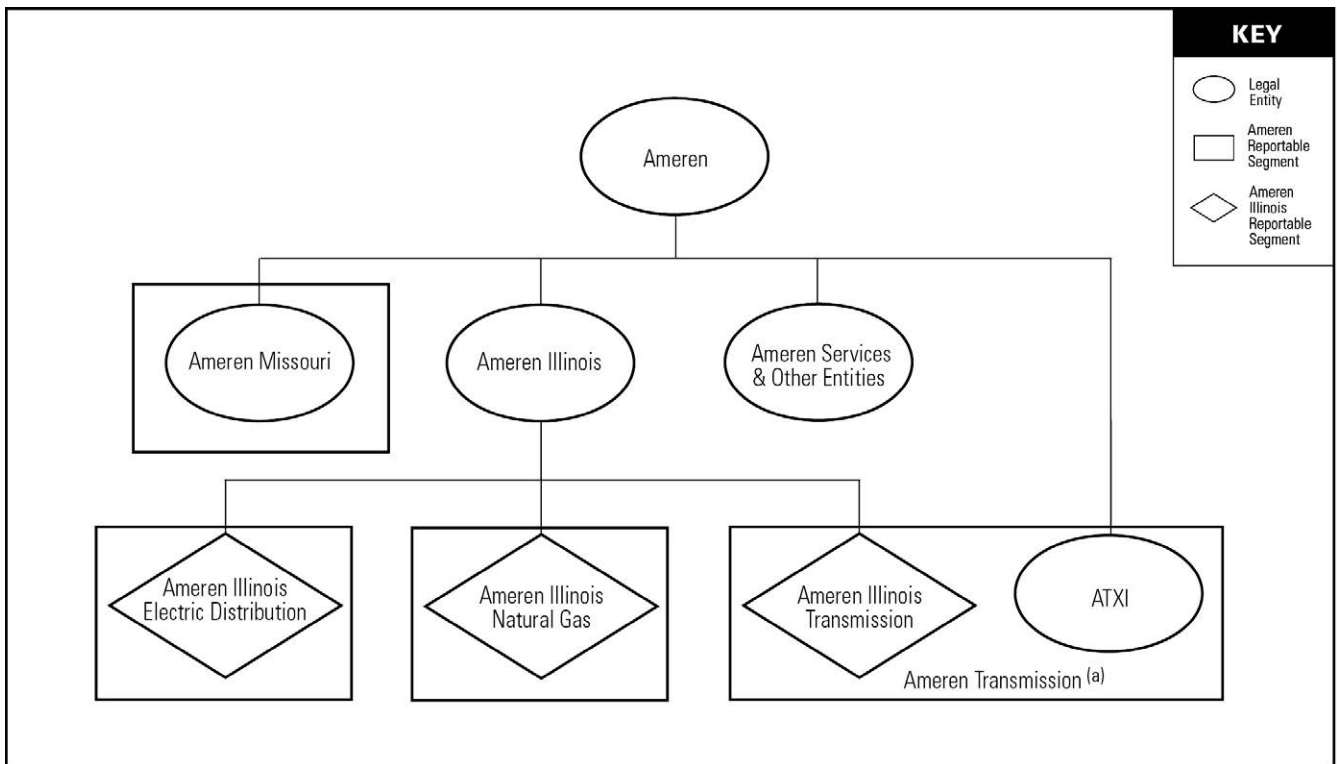 KEY
Legal
Entity
Ameren
Reportable
Segment
Ameren
Illinois
Reportable
Segment
Ameren
Ameren Missouri
Ameren Illinois
Ameren Services
& Other Entities
Ameren Illinois
Electric Distribution
Ameren Illinois
Natural Gas
Ameren Illinois
Transmission
ATXI
Ameren Transmission (a)